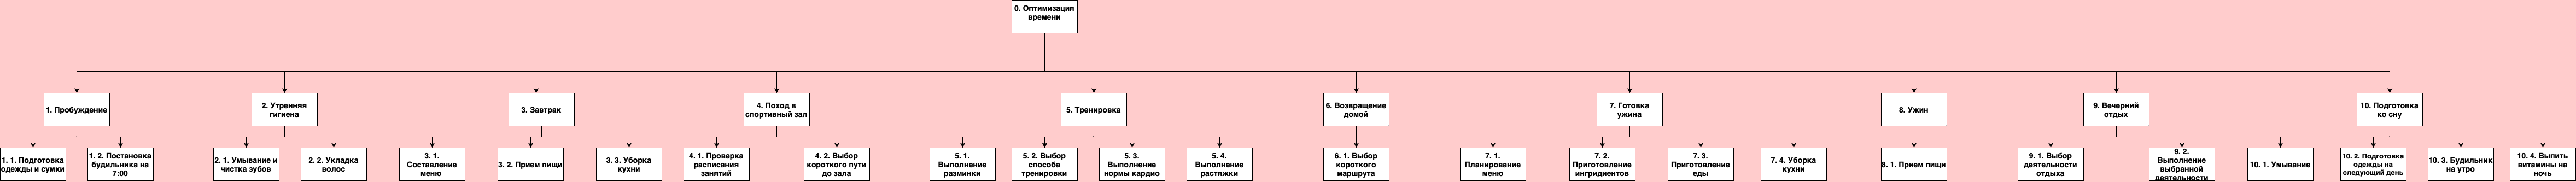 0. Оптимизация
времени
1. Пробуждение
2. Утренняя
гигиена
3. Завтрак
4. Поход в
спортивный зал
5. Тренировка
6. Возвращение
домой
7. Готовка
ужина
8. Ужин
9. Вечерний
отдых
10. Подготовка
ко сну
1. 1. Подготовка
одежды и сумки
1. 2. Постановка
будильника на
7:00
2. 1. Умывание и
чистка зубов
2. 2. Укладка
волос
3. 1.
Составление
меню
3. 2. Прием пищи
3. 3. Уборка
кухни
4. 1. Проверка
расписания
занятий
4. 2. Выбор
короткого пути
до зала
5. 1.
Выполнение
разминки
5. 2. Выбор
способа
тренировки
5. 3.
Выполнение
нормы кардио
5. 4.
Выполнение
растяжки
6. 1. Выбор
короткого
маршрута
7. 1.
Планирование
меню
7. 2.
Приготовление
ингридиентов
7. 3.
Приготовление
еды
7. 4. Уборка
кухни
8. 1. Прием пищи
9. 1. Выбор
деятельности
отдыха
9. 2.
Выполнение
выбранной
деятельности
10. 1. Умывание
10. 2. Подготовка
одежды на
следующий день
10. 3. Будильник
на утро
10. 4. Выпить
витамины на
ночь